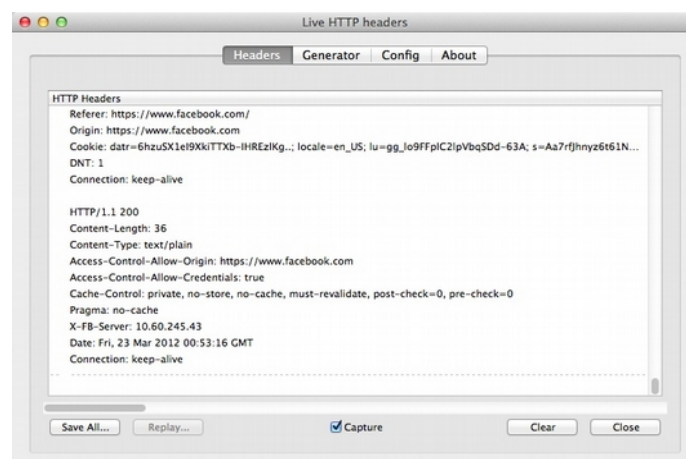 Live HTTP headers
Headers Generator Config About
HTTP Headers
Referer: https://www.facebook.com/
Origin: https://www.facebook.com
Cookie: datr=6hzuSX1eI9XkiTTXb-IHREzIKg..; locale=en_US; lu=gg_lo9FFplC2lpVbqSDd-63A; s=Aa7rfJhnyz6t61N...
DNT: 1
Connection: keep-alive
HTTP/1.1 200
Content-Length: 36
Content-Type: text/plain
Access-Control-Allow-Origin: https://www.facebook.com
Access-Control-Allow-Credentials: true
Cache-Control: private, no-store, no-cache, must-revalidate, post-check=0, pre-check=0
Pragma: no-cache
X-FB-Server: 10.60.245.43
Date: Fri, 23 Mar 2012 00:53:16 GMT
Connection: keep-alive
Save All... Replay... Capture Clear Close